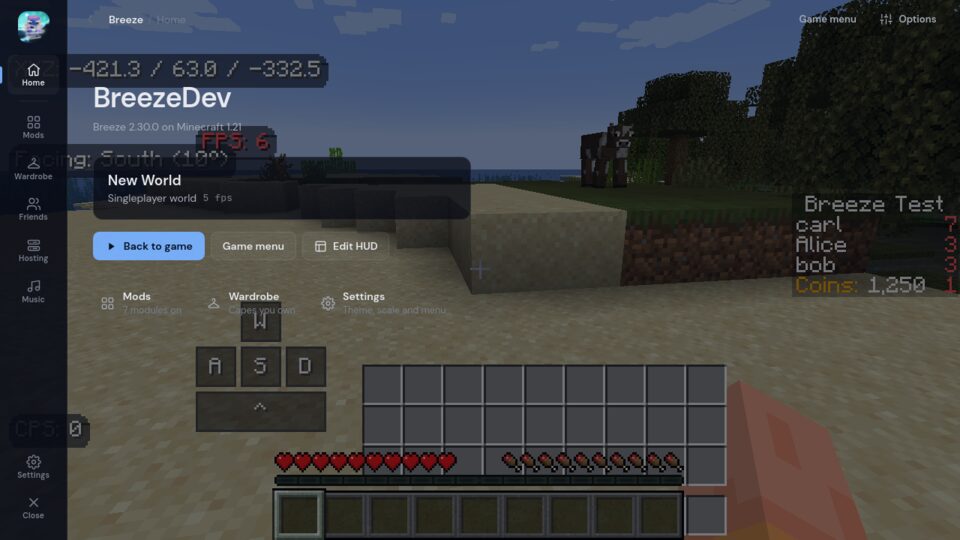 Breeze / Home
Game menu
Options
Home
-421.3 / 63.0 / -332.5
BreezeDev
Breeze 2.30.0 on Minecraft 1.21
FPS: 6
Mods
Facing: South (10°)
Wardrobe
New World
Singleplayer world 5 fps
Friends
Breeze Test
carl 7
Alice 3
bob 3
Coins: 1,250 1
Back to game
Game menu
Edit HUD
Hosting
Music
Mods
7 modules on
Wardrobe
Capes you own
Settings
Theme, scale and menu
W
A
S
D
^
CPS: 0
Settings
Close